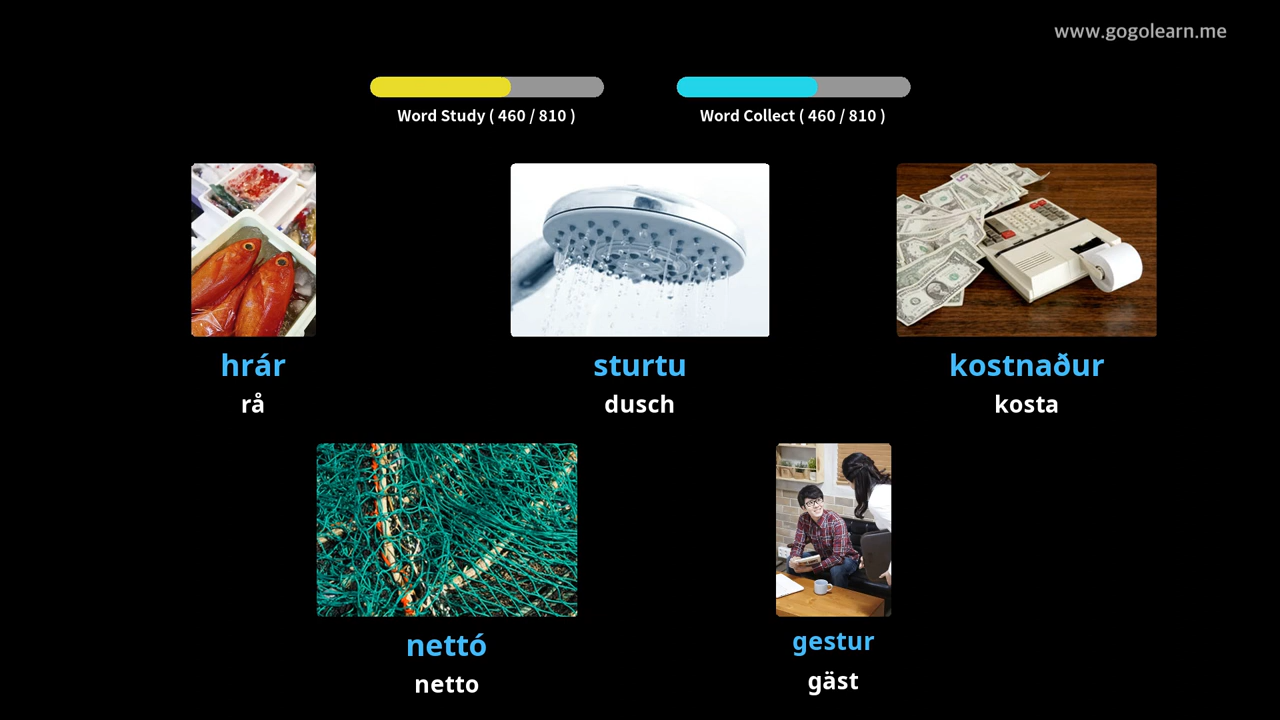 www.gogolearn.me
Word Study ( 460 / 810 )
Word Collect ( 460 / 810 )
hrár
rå
sturtu
dusch
kostnaður
kosta
nettó
netto
gestur
gäst